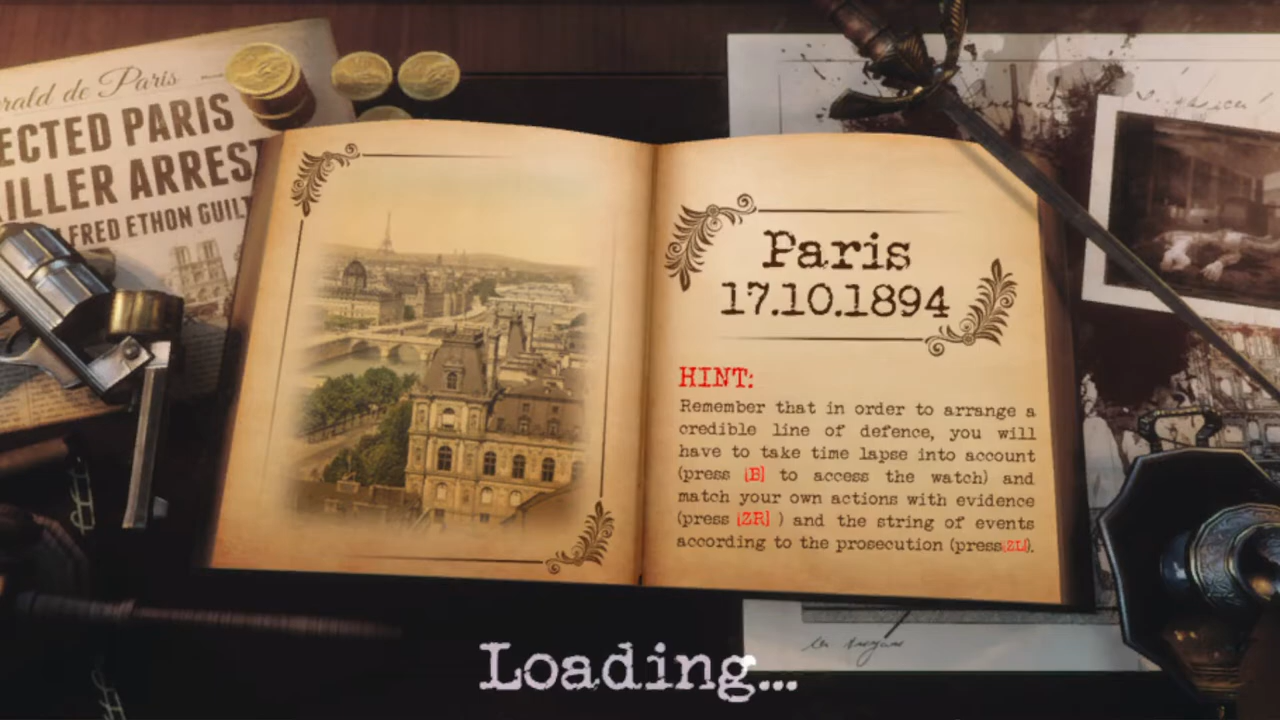 rald de Paris
ECTED PARIS
ILLER ARREST
LFRED ETHON GUILT
Paris
17.10.1894
HINT:
Remember that in order to arrange a
credible line of defence, you will
have to take time lapse into account
(press [B] to access the watch) and
match your own actions with evidence
(press [ZR] ) and the string of events
according to the prosecution (press[ZL]).
Loading...